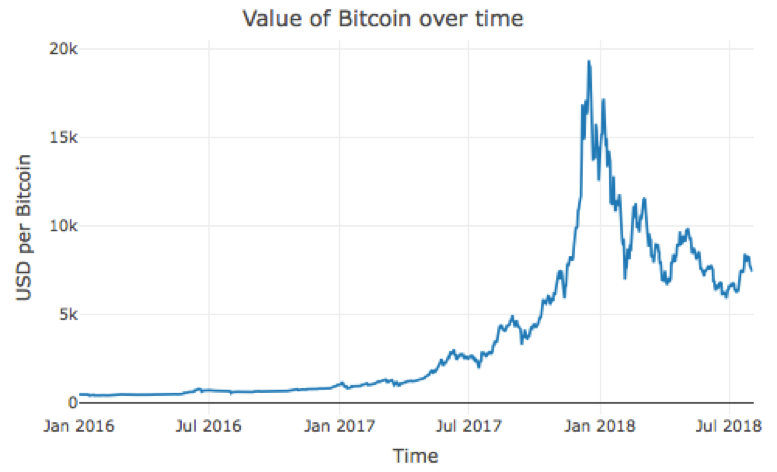 Value of Bitcoin over time
20k
15k
10k
5k
0
USD per Bitcoin
Jan 2016 Jul 2016 Jan 2017 Jul 2017 Jan 2018 Jul 2018
Time